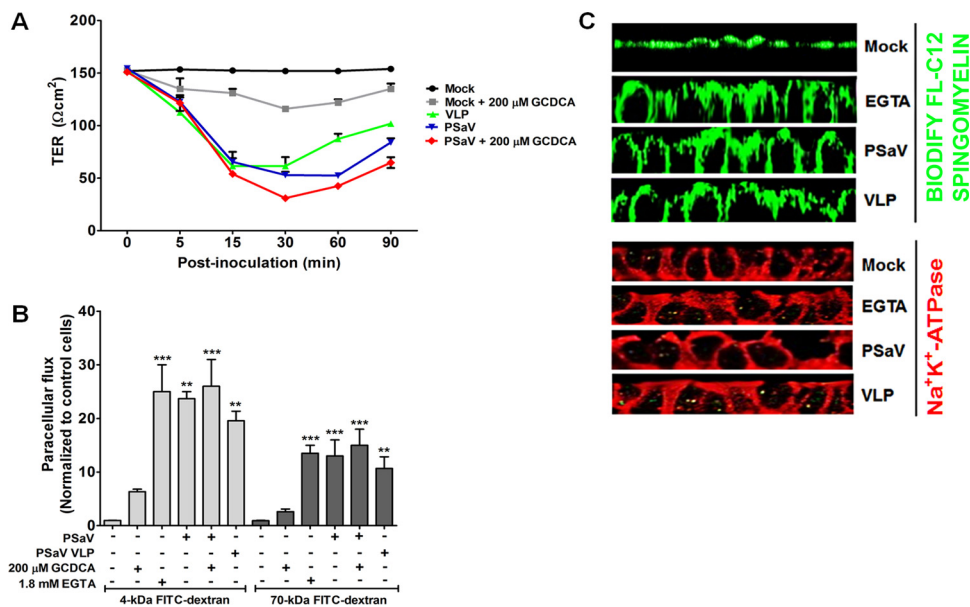 A
TER (Ωcm²)
200
150
100
50
0
0 5 15 30 60 90
Post-inoculation (min)
Mock
Mock + 200 μM GCDCA
VLP
PSaV
PSaV + 200 μM GCDCA
B
Paracellular flux
(Normalized to control cells)
40
30
20
10
0
*** ** *** ** *** *** *** **
PSaV - - - + + - - - - + + -
PSaV VLP - - - - - + - - - - - +
200 μM GCDCA - + - - + - - + - - + -
1.8 mM EGTA - - + - - - - - + - - -
4-kDa FITC-dextran 70-kDa FITC-dextran
C
Mock
EGTA
PSaV
VLP
BIODIFY FL-C12
SPINGOMYELIN
Mock
EGTA
PSaV
VLP
Na⁺K⁺-ATPase